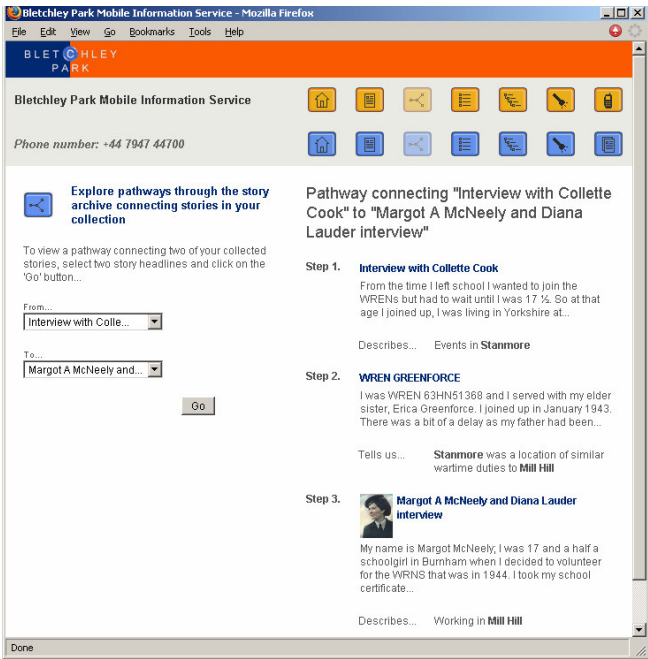 Bletchley Park Mobile Information Service - Mozilla Firefox
File Edit View Go Bookmarks Tools Help
BLETCHLEY
PARK
Bletchley Park Mobile Information Service
Phone number: +44 7947 44700
Explore pathways through the story
archive connecting stories in your
collection
To view a pathway connecting two of your collected
stories, select two story headlines and click on the
'Go' button...
From...
Interview with Colle...
To...
Margot A McNeely and...
Go
Pathway connecting "Interview with Collette
Cook" to "Margot A McNeely and Diana
Lauder interview"
Step 1. Interview with Collette Cook
From the time I left school I wanted to join the
WRENs but had to wait until I was 17 ½. So at that
age I joined up, I was living in Yorkshire at...
Describes... Events in Stanmore
Step 2. WREN GREENFORCE
I was WREN 63HN51368 and I served with my elder
sister, Erica Greenforce. I joined up in January 1943.
There was a bit of a delay as my father had been...
Tells us... Stanmore was a location of similar
wartime duties to Mill Hill
Step 3. Margot A McNeely and Diana Lauder
interview
My name is Margot McNeely; I was 17 and a half a
schoolgirl in Burnham when I decided to volunteer
for the WRNS that was in 1944. I took my school
certificate...
Describes... Working in Mill Hill
Done